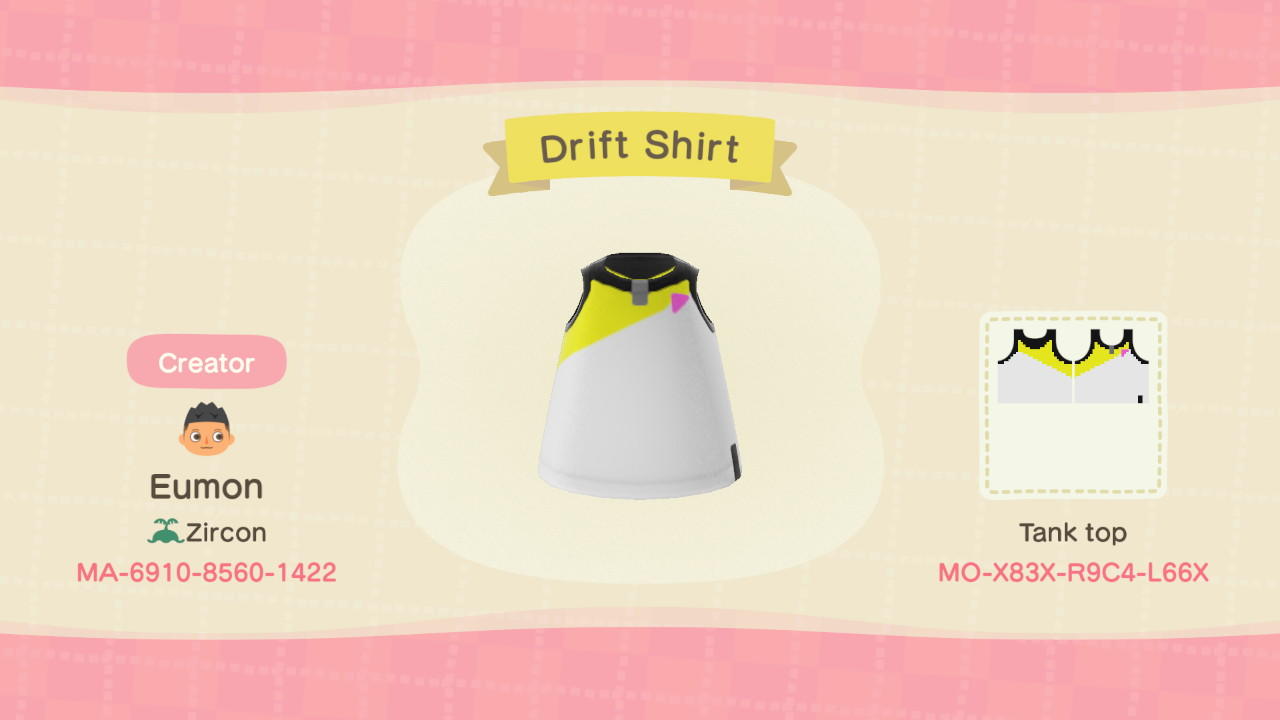 Drift Shirt
Creator
Eumon
Zircon
MA-6910-8560-1422
Tank top
MO-X83X-R9C4-L66X